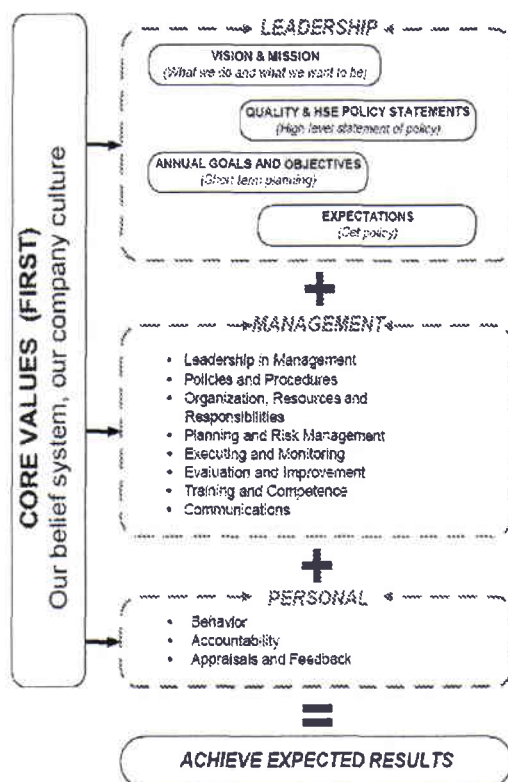 CORE VALUES (FIRST)
Our belief system, our company culture
LEADERSHIP
VISION & MISSION
(What we do and what we want to be)
QUALITY & HSE POLICY STATEMENTS
(High level statement of policy)
ANNUAL GOALS AND OBJECTIVES
(Short term planning)
EXPECTATIONS
(Get policy)
+
MANAGEMENT
• Leadership in Management
• Policies and Procedures
• Organization, Resources and
Responsibilities
• Planning and Risk Management
• Executing and Monitoring
• Evaluation and Improvement
• Training and Competence
• Communications
+
PERSONAL
• Behavior
• Accountability
• Appraisals and Feedback
=
ACHIEVE EXPECTED RESULTS